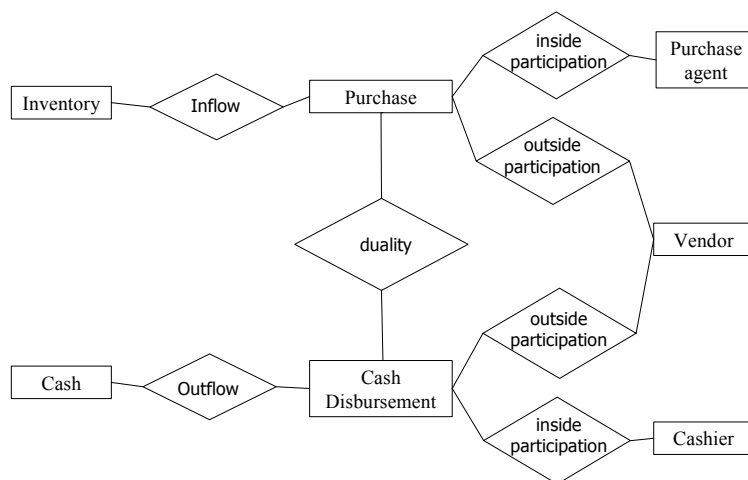 inside
participation
Purchase
agent
Inventory
Inflow
Purchase
outside
participation
duality
Vendor
outside
participation
Cash
Outflow
Cash
Disbursement
inside
participation
Cashier